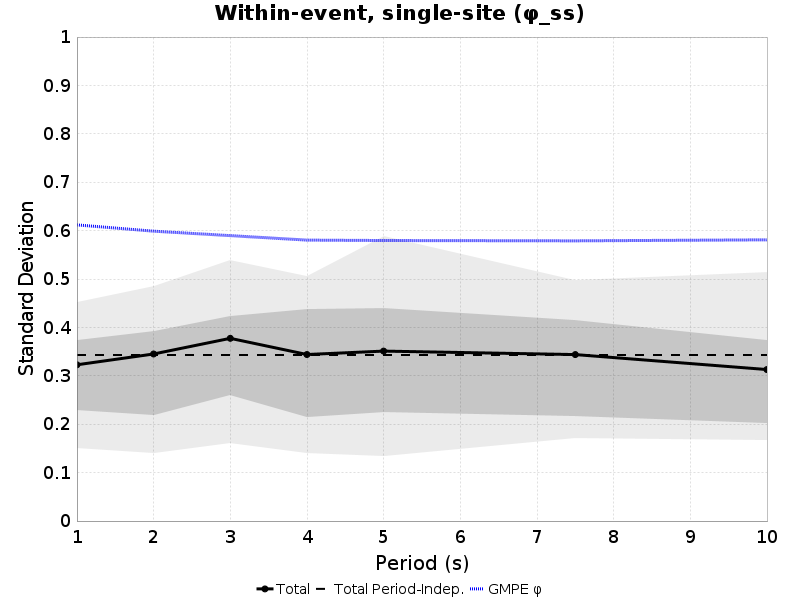 Within-event, single-site (φ_ss)
1
0.9
0.8
0.7
0.6
0.5
0.4
0.3
0.2
0.1
0
Standard Deviation
1 2 3 4 5 6 7 8 9 10
Period (s)
Total Total Period-Indep. GMPE φ